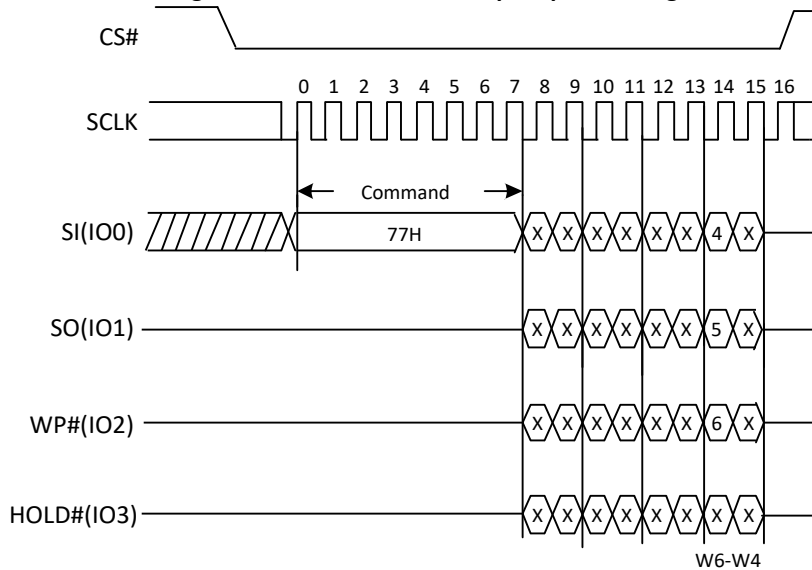 CS#
0 1 2 3 4 5 6 7 8 9 10 11 12 13 14 15 16
SCLK
Command
SI(IO0) 77H x x x x x x 4 x
SO(IO1) x x x x x x 5 x
WP#(IO2) x x x x x x 6 x
HOLD#(IO3) x x x x x x x x
W6-W4